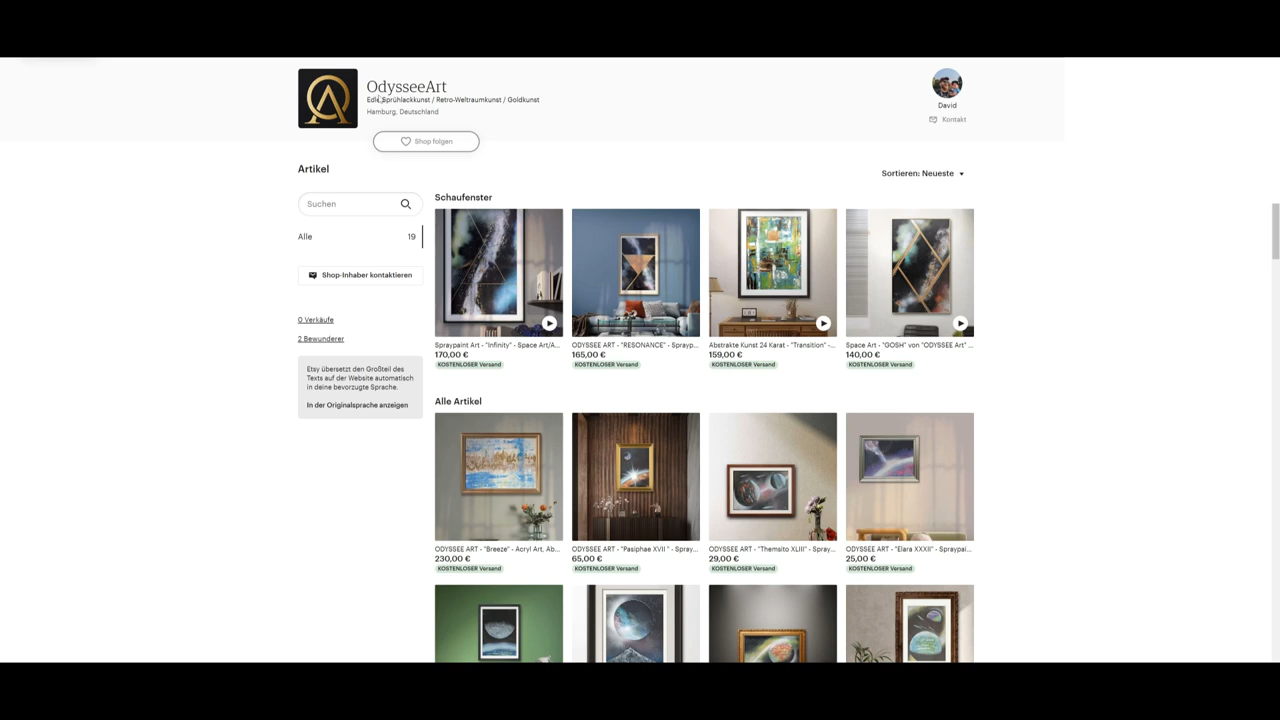 OdysseeArt
Edle Sprühlackkunst / Retro-Weltraumkunst / Goldkunst
Hamburg, Deutschland
Shop folgen
David
Kontakt
Artikel
Sortieren: Neueste
Suchen
Alle 19
Shop-Inhaber kontaktieren
0 Verkäufe
2 Bewunderer
Etsy übersetzt den Großteil des
Texts auf der Website automatisch
in deine bevorzugte Sprache.
In der Originalsprache anzeigen
Schaufenster
Spraypaint Art - "Infinity" - Space Art/A...
170,00 €
KOSTENLOSER Versand
ODYSSEE ART - "RESONANCE" - Sprayp...
165,00 €
KOSTENLOSER Versand
Abstrakte Kunst 24 Karat - "Transition" -...
159,00 €
KOSTENLOSER Versand
Space Art - "GOSH" von "ODYSSEE Art" ...
140,00 €
KOSTENLOSER Versand
Alle Artikel
ODYSSEE ART - "Breeze" - Acryl Art, Ab...
230,00 €
KOSTENLOSER Versand
ODYSSEE ART - "Pasiphae XVII " - Spray...
65,00 €
KOSTENLOSER Versand
ODYSSEE ART - "Themsito XLIII" - Spray...
29,00 €
KOSTENLOSER Versand
ODYSSEE ART - "Elara XXXII" - Spraypai...
25,00 €
KOSTENLOSER Versand